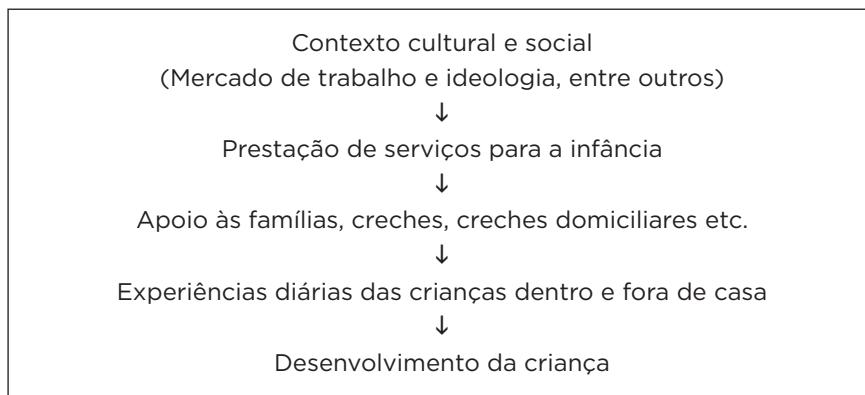 Contexto cultural e social
(Mercado de trabalho e ideologia, entre outros)
↓
Prestação de serviços para a infância
↓
Apoio às famílias, creches, creches domiciliares etc.
↓
Experiências diárias das crianças dentro e fora de casa
↓
Desenvolvimento da criança